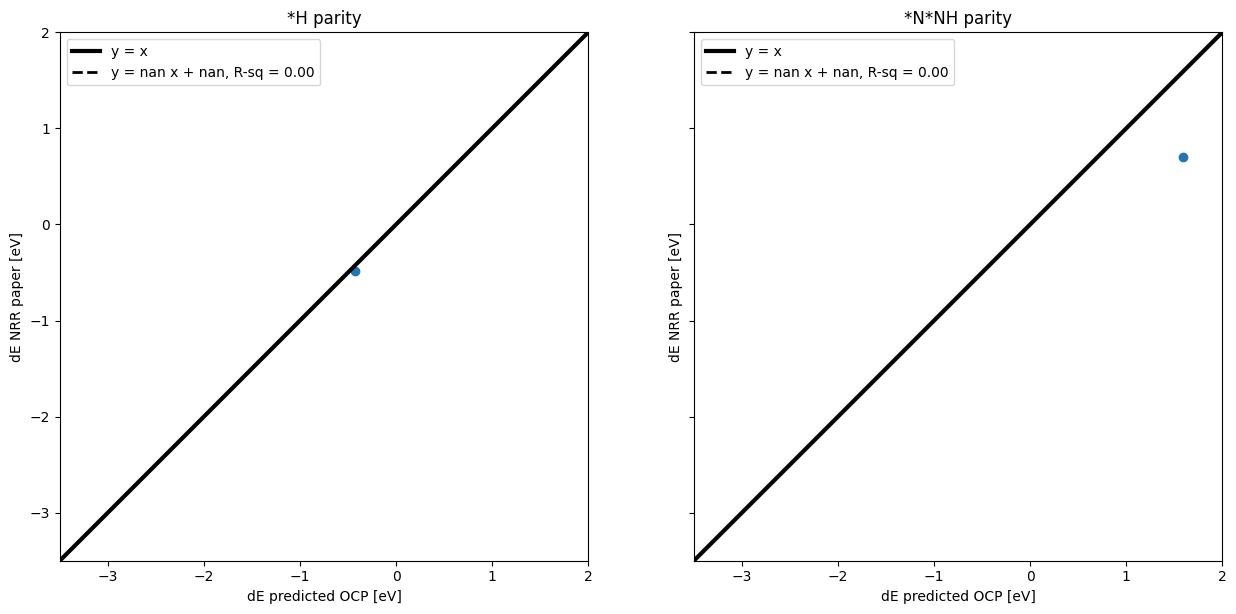 *H parity
y = x
y = nan x + nan, R-sq = 0.00
2
1
0
−1
−2
−3
dE NRR paper [eV]
−3
−2
−1
0
1
2
dE predicted OCP [eV]
*N*NH parity
y = x
y = nan x + nan, R-sq = 0.00
dE NRR paper [eV]
−3
−2
−1
0
1
2
dE predicted OCP [eV]